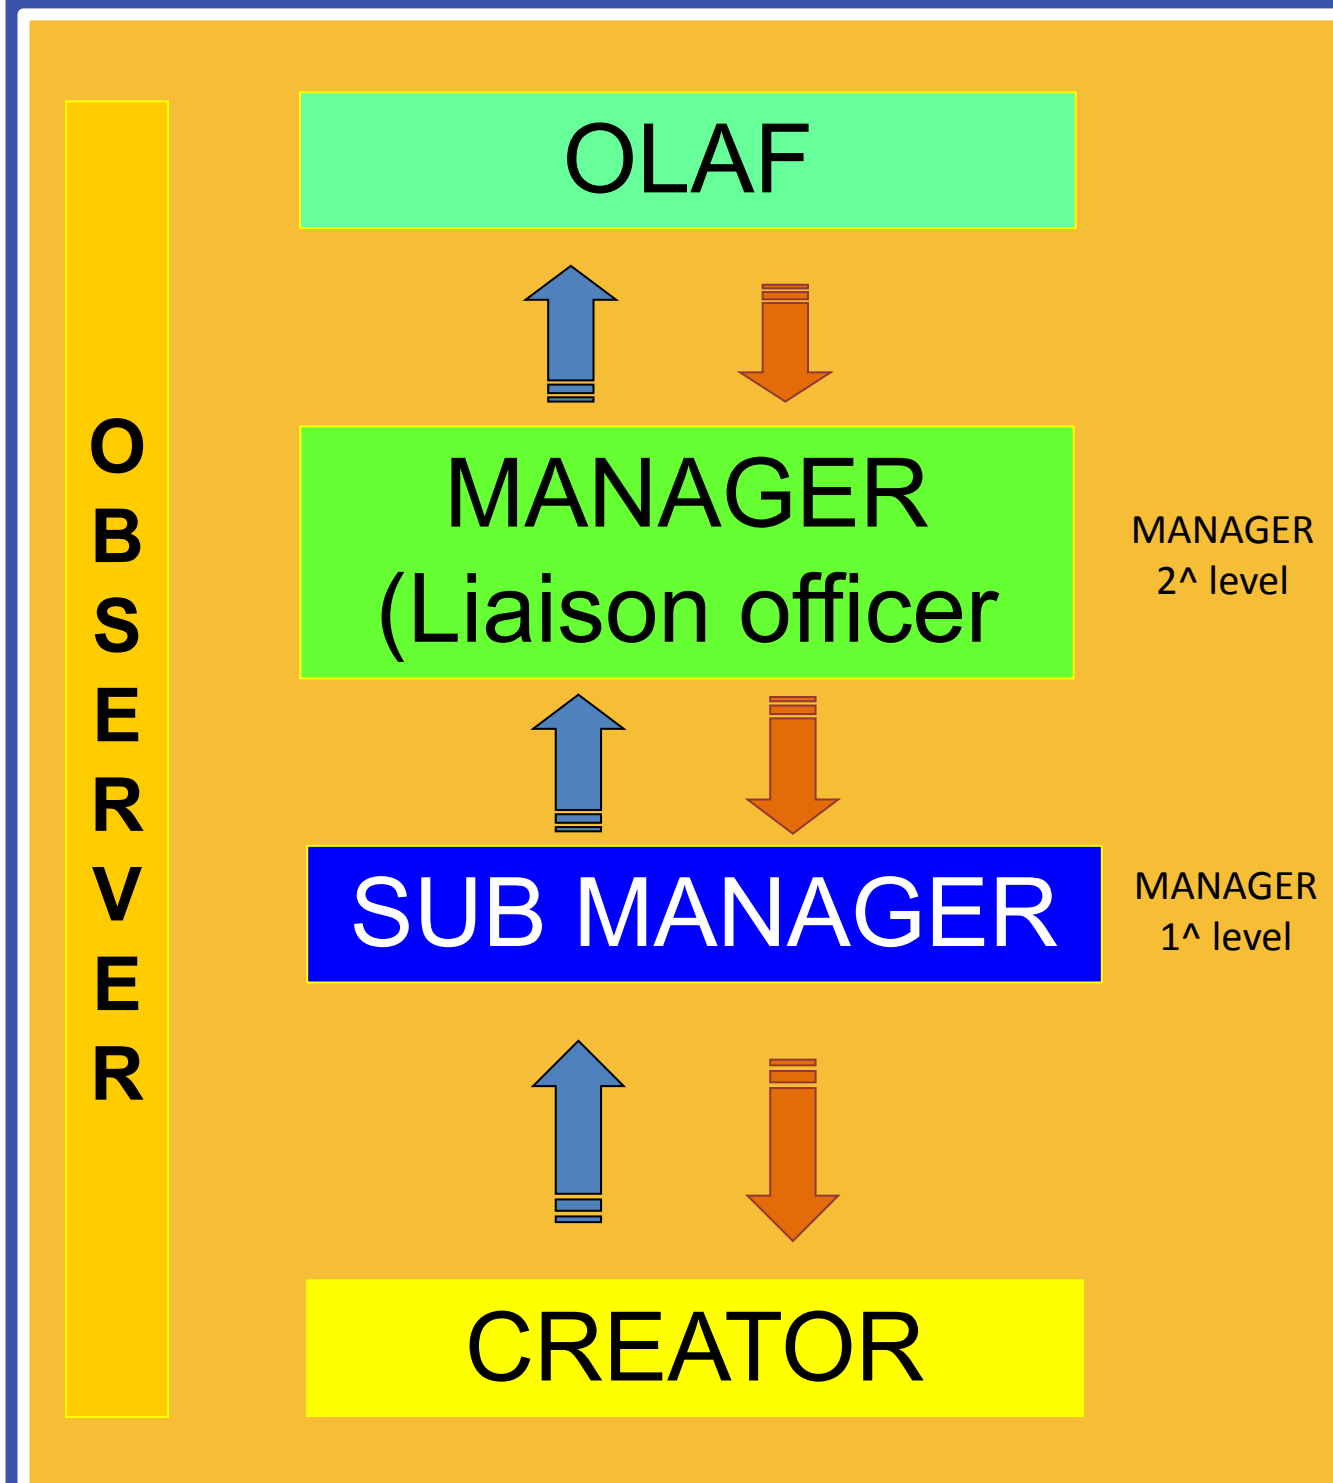 OBSERVER
OLAF
MANAGER
(Liaison officer
MANAGER
2^ level
SUB MANAGER
MANAGER
1^ level
CREATOR